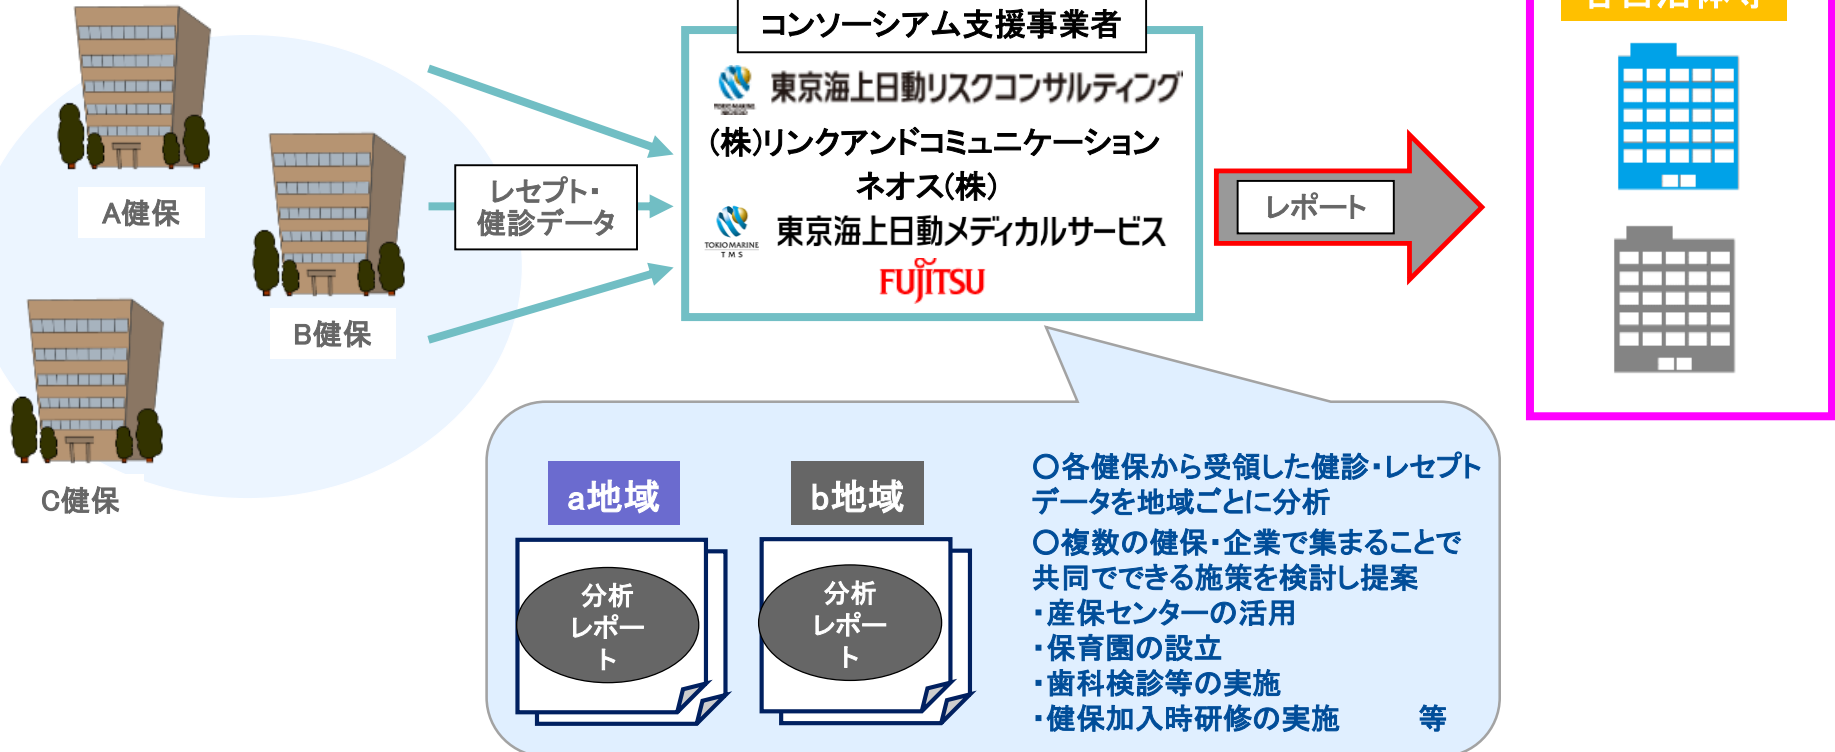 コンソーシアム支援事業者
東京海上日動リスクコンサルティング
(株)リンクアンドコミュニケーション
ネオス(株)
TOKIO MARINE
TMS
東京海上日動メディカルサービス
FUJITSU
A健保
B健保
C健保
レセプト・
健診データ
レポート
a地域
分析
レポー
ト
b地域
分析
レポー
ト
〇各健保から受領した健診・レセプト
データを地域ごとに分析
〇複数の健保・企業で集まることで
共同でできる施策を検討し提案
・産保センターの活用
・保育園の設立
・歯科検診等の実施
・健保加入時研修の実施　　　等